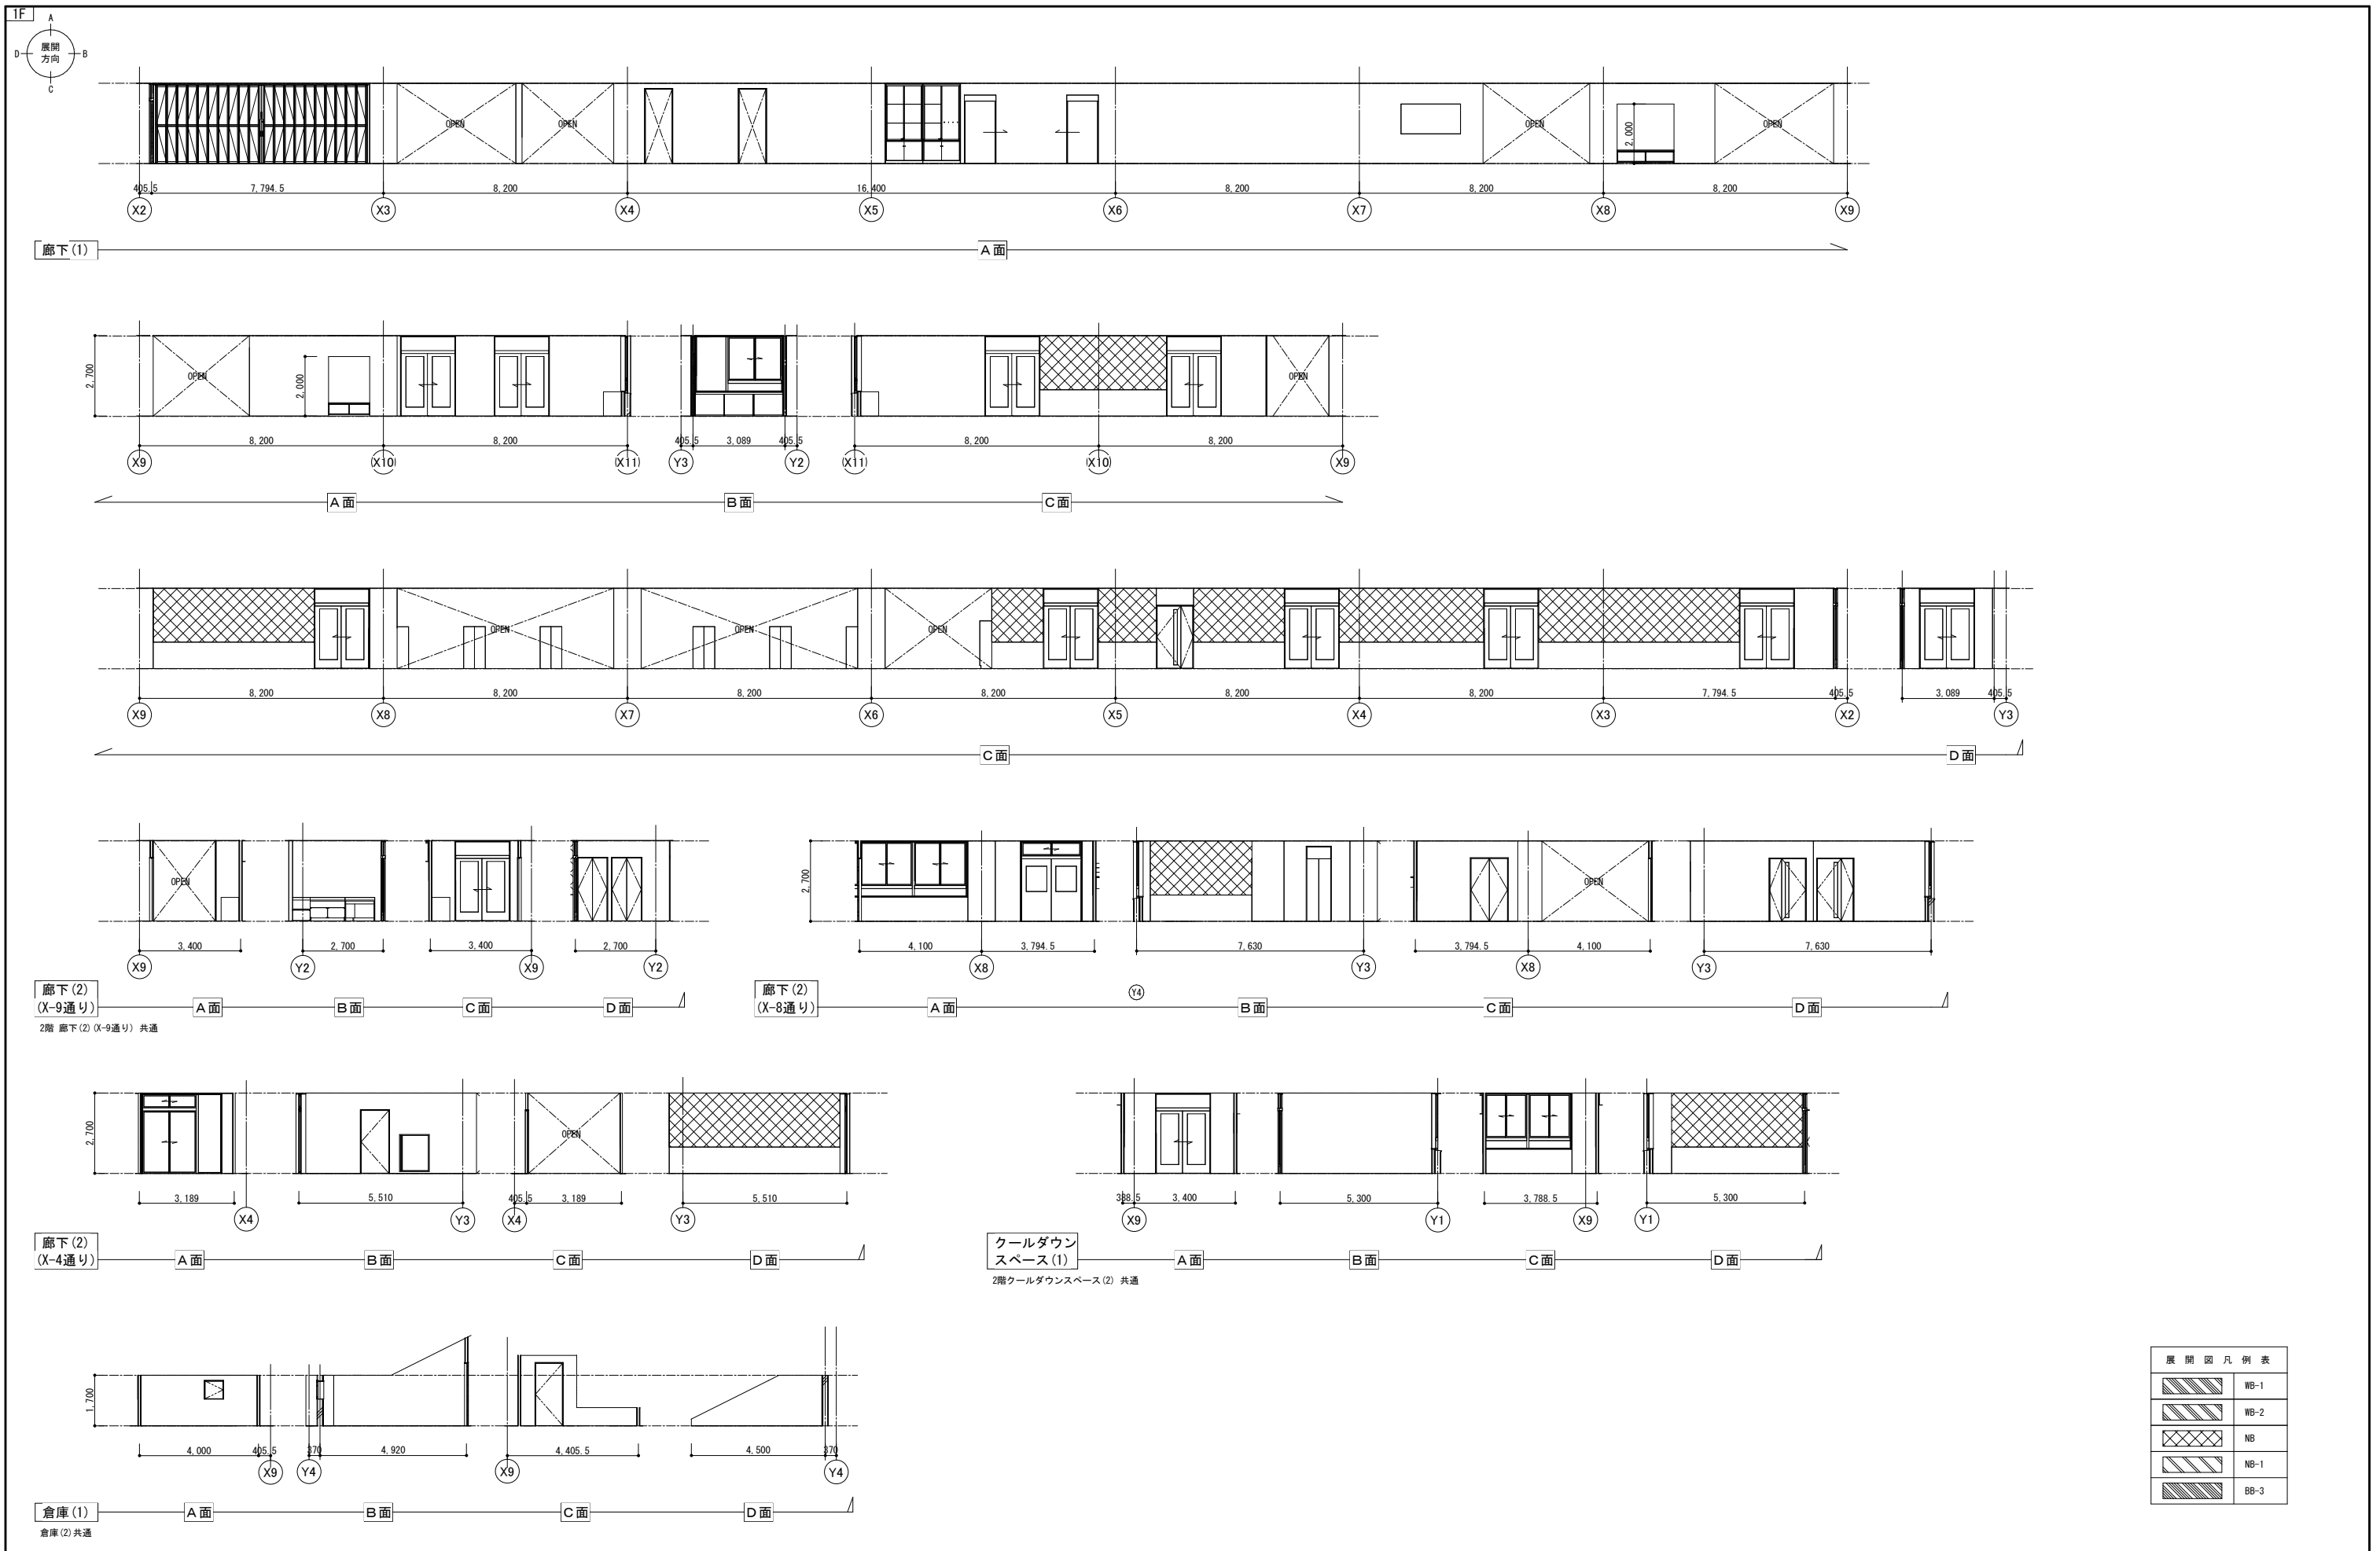 1F
A
D
展開
方向
B
C
OPEN
OPEN
OPEN
2,000
OPEN
405.5
7,794.5
8,200
16,400
8,200
8,200
8,200
X2
X3
X4
X5
X6
X7
X8
X9
廊下(1)
A面
2,700
OPEN
2,000
OPEN
8,200
8,200
405.5
3,089
405.5
8,200
8,200
X9
(X10)
(X11)
Y3
Y2
(X11)
(X10)
X9
A面
B面
C面
OPEN
OPEN
OPEN
8,200
8,200
8,200
8,200
8,200
8,200
7,794.5
405.5
3,089
405.5
X9
X8
X7
X6
X5
X4
X3
X2
Y3
C面
D面
OPEN
3,400
2,700
3,400
2,700
X9
Y2
X9
Y2
廊下(2)
(X-9通り)
A面
B面
C面
D面
2階 廊下(2)(X-9通り) 共通
2,700
OPEN
4,100
3,794.5
7,630
3,794.5
4,100
7,630
X8
Y3
X8
Y3
Y4
廊下(2)
(X-8通り)
A面
B面
C面
D面
2,700
OPEN
3,189
5,510
405.5
3,189
5,510
X4
Y3
X4
Y3
廊下(2)
(X-4通り)
A面
B面
C面
D面
388.5
3,400
5,300
3,788.5
5,300
X9
Y1
X9
Y1
クールダウン
スペース(1)
A面
B面
C面
D面
2階クールダウンスペース(2) 共通
1,700
4,000
405.5
370
4,920
4,405.5
4,500
370
X9
Y4
X9
Y4
倉庫(1)
A面
B面
C面
D面
倉庫(2)共通
展開図凡例表
WB-1
WB-2
NB
NB-1
BB-3